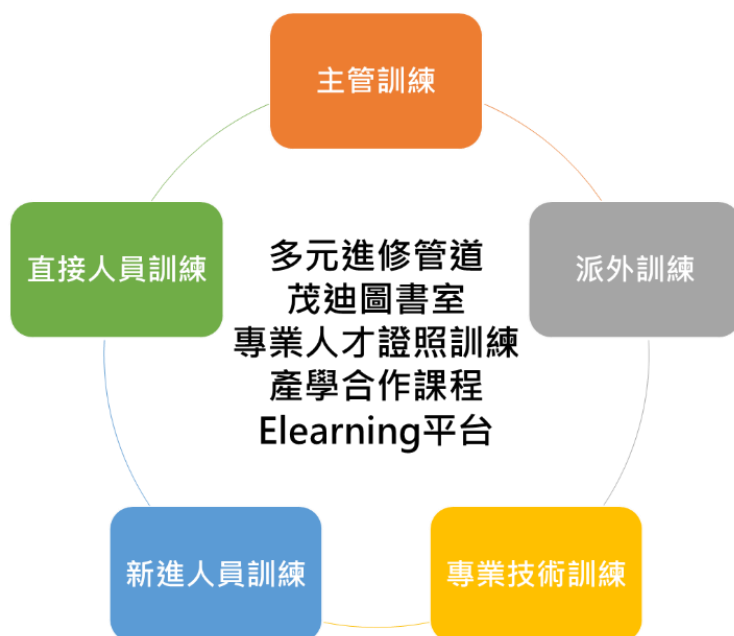 主管訓練
直接人員訓練
派外訓練
多元進修管道
茂迪圖書室
專業人才證照訓練
產學合作課程
Elearning平台
新進人員訓練
專業技術訓練